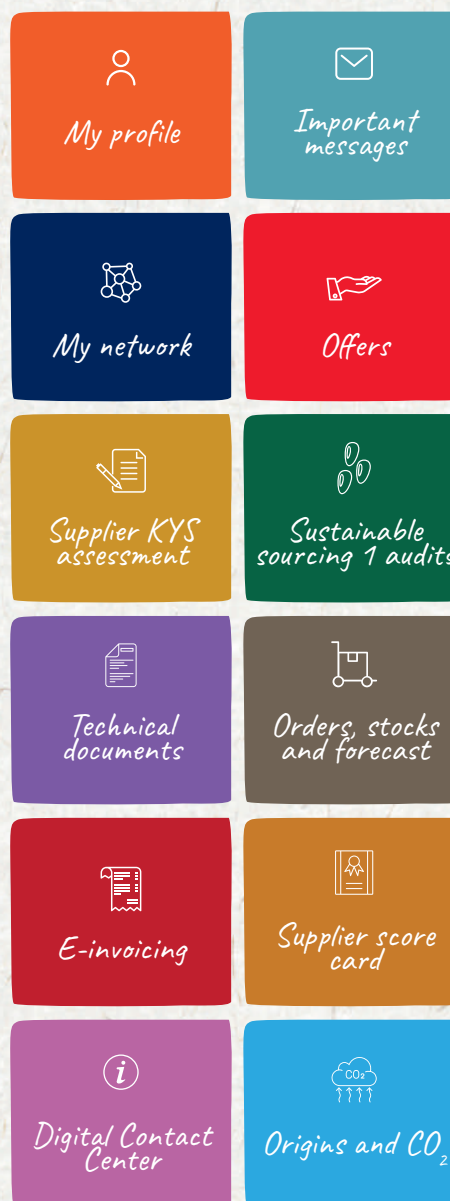 My profile
Important
messages
My network
Offers
Supplier KYS
assessment
Sustainable
sourcing 1 audits
Technical
documents
Orders, stocks
and forecast
E-invoicing
Supplier score
card
i
Digital Contact
Center
CO₂
Origins and CO₂